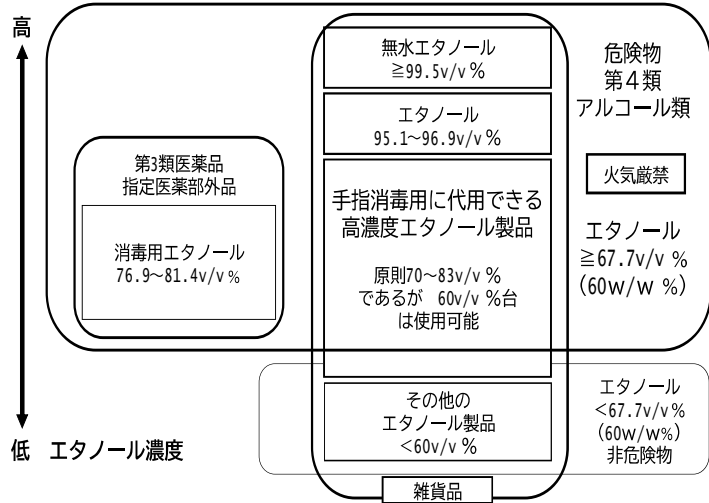 高
無水エタノール
≧99.5v/v %
エタノール
95.1～96.9v/v %
危険物
第４類
アルコール類
火気厳禁
エタノール
≧67.7v/v %
（60w/w %）
第3類医薬品
指定医薬部外品
消毒用エタノール
76.9～81.4v/v %
手指消毒用に代用できる
高濃度エタノール製品
原則70～83v/v %
であるが　60v/v %台
は使用可能
その他の
エタノール製品
＜60v/v %
エタノール
＜67.7v/v %
(60w/w%)
非危険物
低　エタノール濃度
雑貨品